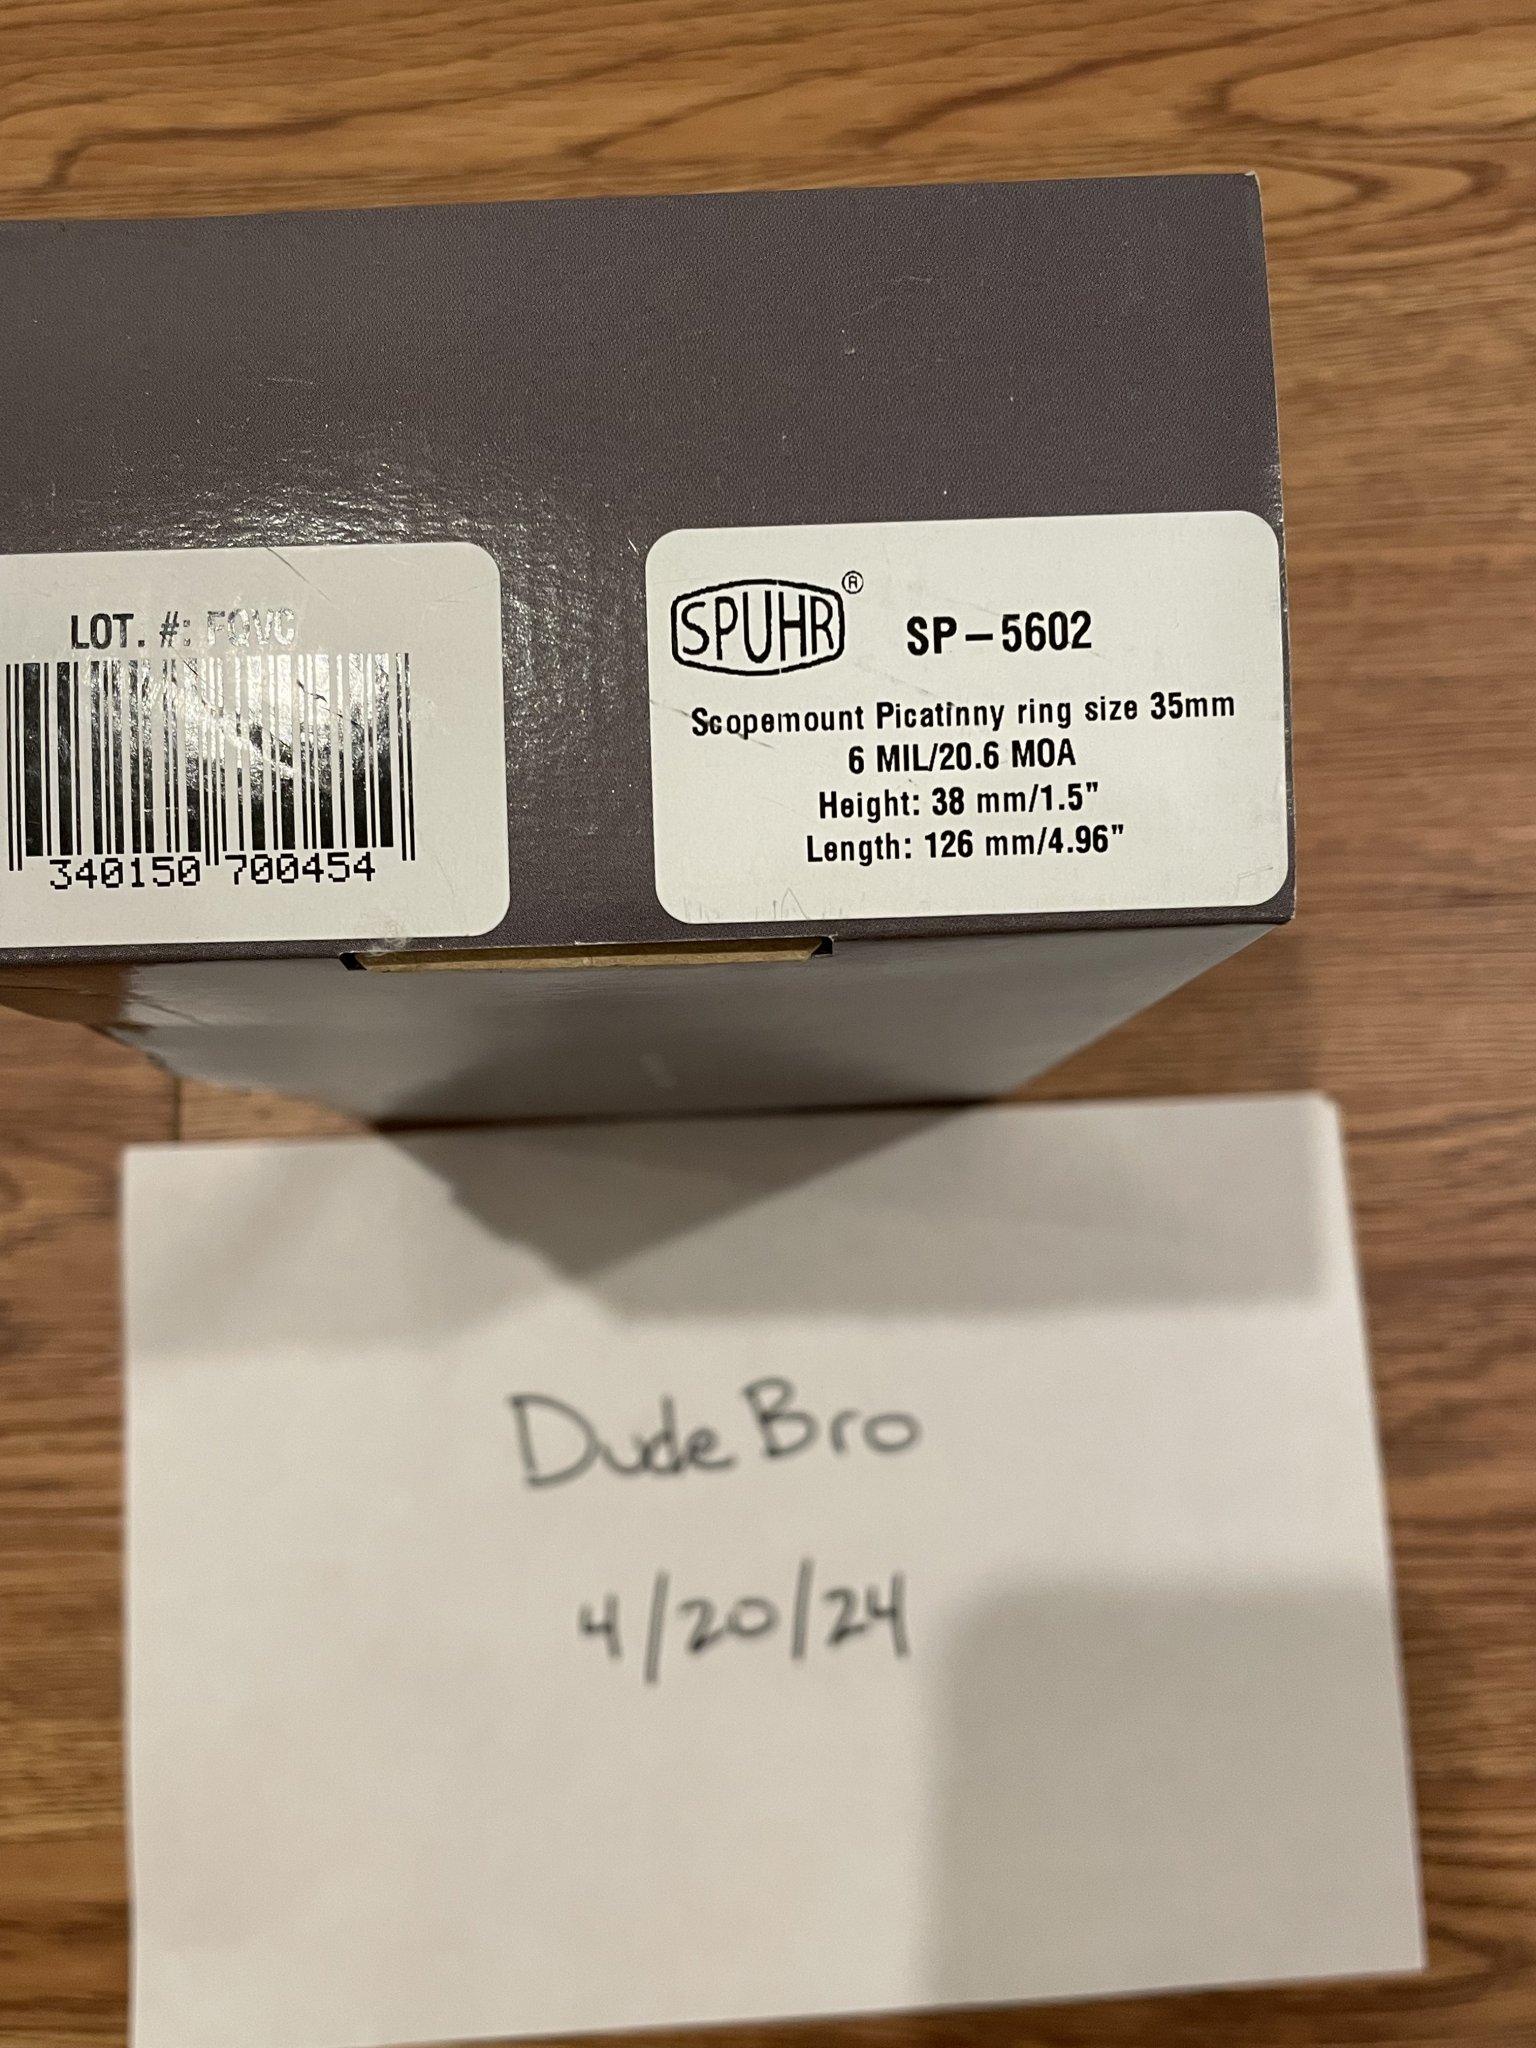 LOT. #: FQVC
340150 700454
SPUHR®
SP-5602
Scopemount Picatinny ring size 35mm
6 MIL/20.6 MOA
Height: 38 mm/1.5"
Length: 126 mm/4.96"
Dude Bro
4/20/24